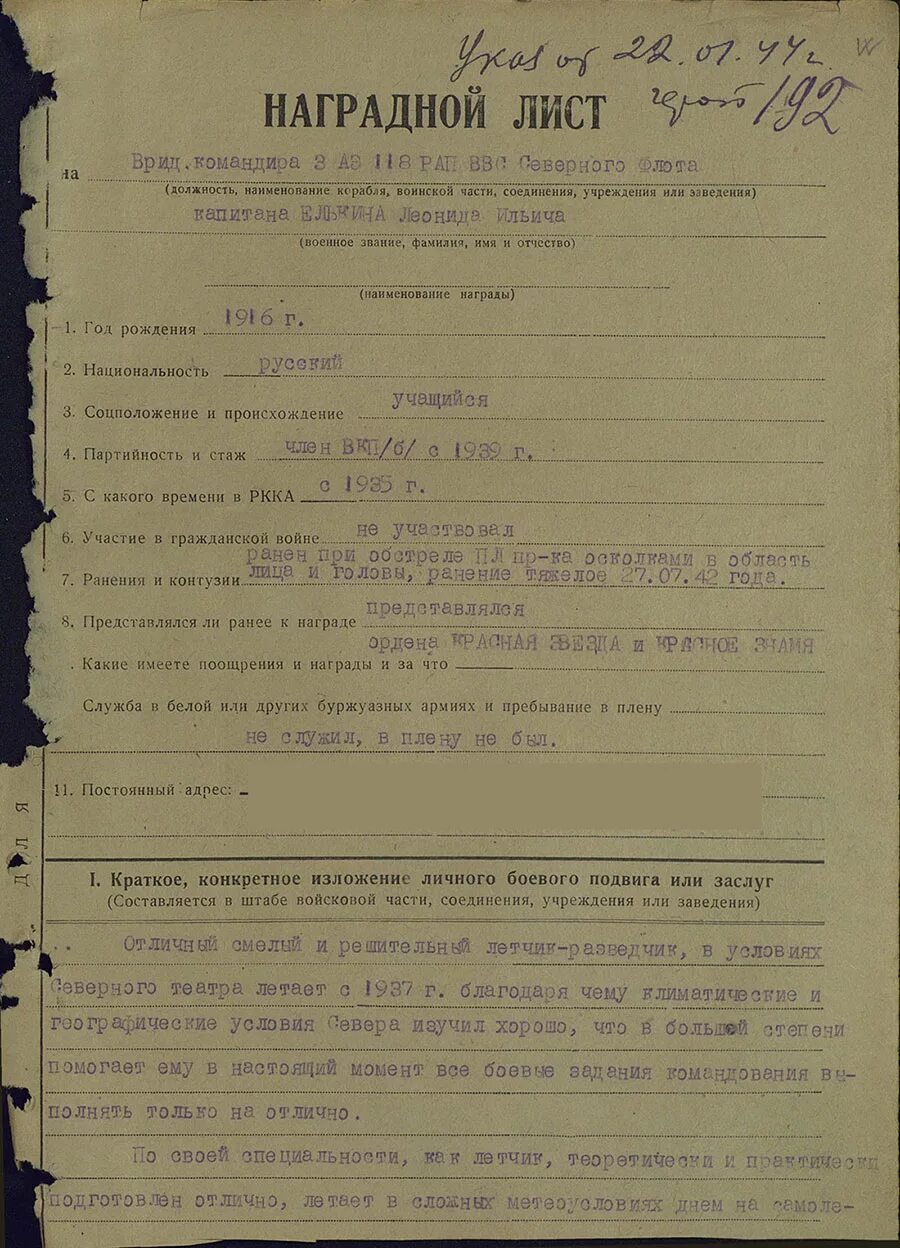 Указ от 22.01.44 г.
НАГРАДНОЙ ЛИСТ
герой 192
на Врид.командира 3 АЭ 118 РАП ВВС Северного Флота
(должность, наименование корабля, воинской части, соединения, учреждения или заведения)
капитана ЕЛЬКИНА Леонида Ильича
(военное звание, фамилия, имя и отчество)
(наименование награды)
1. Год рождения 1916 г.
2. Национальность русский
3. Соцположение и происхождение учащийся
4. Партийность и стаж член ВКП/б/ с 1939 г.
5. С какого времени в РККА с 1935 г.
6. Участие в гражданской войне не участвовал
ранен при обстреле ПЛ пр-ка осколками в область
7. Ранения и контузии лица и головы, ранение тяжелое 27.07.42 года.
8. Представлялся ли ранее к награде представлялся
ордена КРАСНАЯ ЗВЕЗДА и КРАСНОЕ ЗНАМЯ
. Какие имеете поощрения и награды и за что
Служба в белой или других буржуазных армиях и пребывание в плену
не служил, в плену не был.
11. Постоянный адрес: –
для
I. Краткое, конкретное изложение личного боевого подвига или заслуг
(Составляется в штабе войсковой части, соединения, учреждения или заведения)
Отличный смелый и решительный летчик-разведчик, в условиях
Северного театра летает с 1937 г. благодаря чему климатические и
географические условия Севера изучил хорошо, что в большей степени
помогает ему в настоящий момент все боевые задания командования вы-
полнять только на отлично.
По своей специальности, как летчик, теоретически и практически
подготовлен отлично, летает в сложных метеоусловиях днем на самоле-